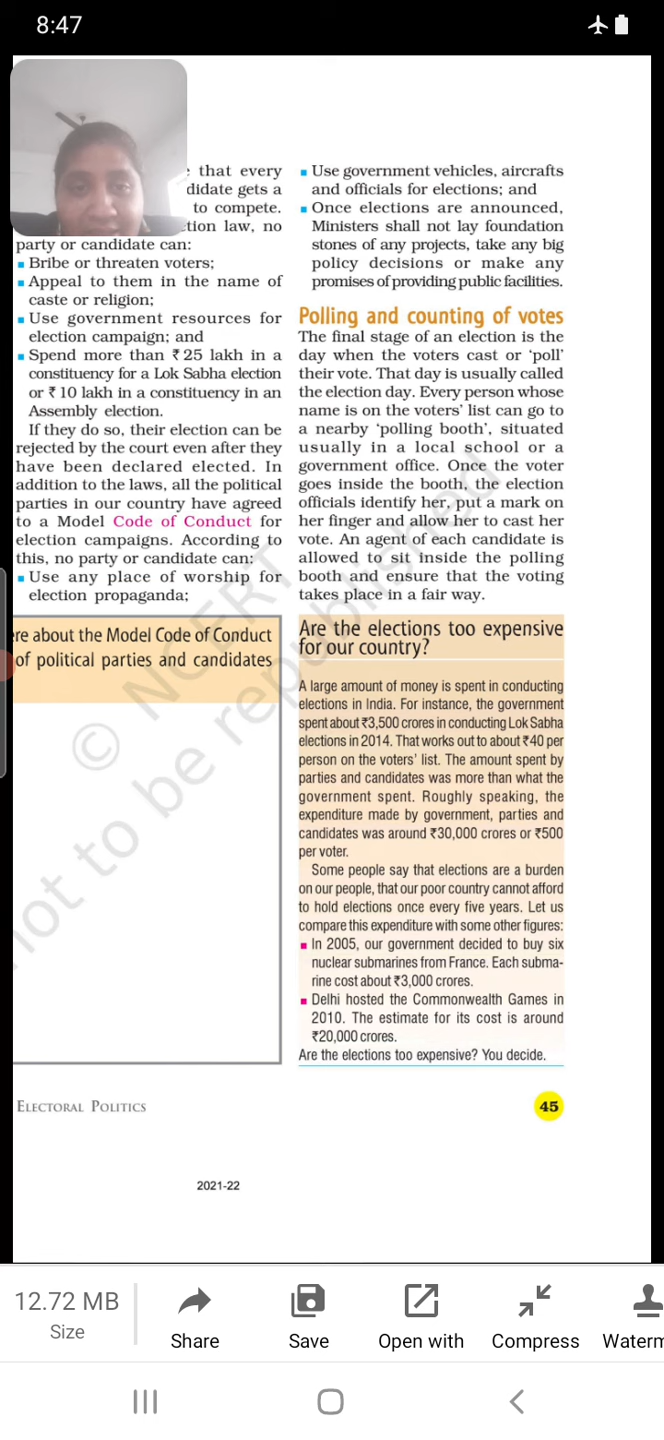 8:47
: that every
didate gets a
to compete.
tion law, no
party or candidate can:
▪ Bribe or threaten voters;
▪ Appeal to them in the name of
caste or religion;
▪ Use government resources for
election campaign; and
▪ Spend more than ₹ 25 lakh in a
constituency for a Lok Sabha election
or ₹ 10 lakh in a constituency in an
Assembly election.
If they do so, their election can be
rejected by the court even after they
have been declared elected. In
addition to the laws, all the political
parties in our country have agreed
to a Model Code of Conduct for
election campaigns. According to
this, no party or candidate can:
▪ Use any place of worship for
election propaganda;
re about the Model Code of Conduct
of political parties and candidates
▪ Use government vehicles, aircrafts
and officials for elections; and
▪ Once elections are announced,
Ministers shall not lay foundation
stones of any projects, take any big
policy decisions or make any
promises of providing public facilities.
Polling and counting of votes
The final stage of an election is the
day when the voters cast or ‘poll’
their vote. That day is usually called
the election day. Every person whose
name is on the voters’ list can go to
a nearby ‘polling booth’, situated
usually in a local school or a
government office. Once the voter
goes inside the booth, the election
officials identify her, put a mark on
her finger and allow her to cast her
vote. An agent of each candidate is
allowed to sit inside the polling
booth and ensure that the voting
takes place in a fair way.
Are the elections too expensive
for our country?
A large amount of money is spent in conducting
elections in India. For instance, the government
spent about ₹3,500 crores in conducting Lok Sabha
elections in 2014. That works out to about ₹40 per
person on the voters’ list. The amount spent by
parties and candidates was more than what the
government spent. Roughly speaking, the
expenditure made by government, parties and
candidates was around ₹30,000 crores or ₹500
per voter.
Some people say that elections are a burden
on our people, that our poor country cannot afford
to hold elections once every five years. Let us
compare this expenditure with some other figures:
▪ In 2005, our government decided to buy six
nuclear submarines from France. Each subma-
rine cost about ₹3,000 crores.
▪ Delhi hosted the Commonwealth Games in
2010. The estimate for its cost is around
₹20,000 crores.
Are the elections too expensive? You decide.
© NCERT
not to be republished
ELECTORAL POLITICS
45
2021-22
12.72 MB
Size
Share
Save
Open with
Compress
Waterm